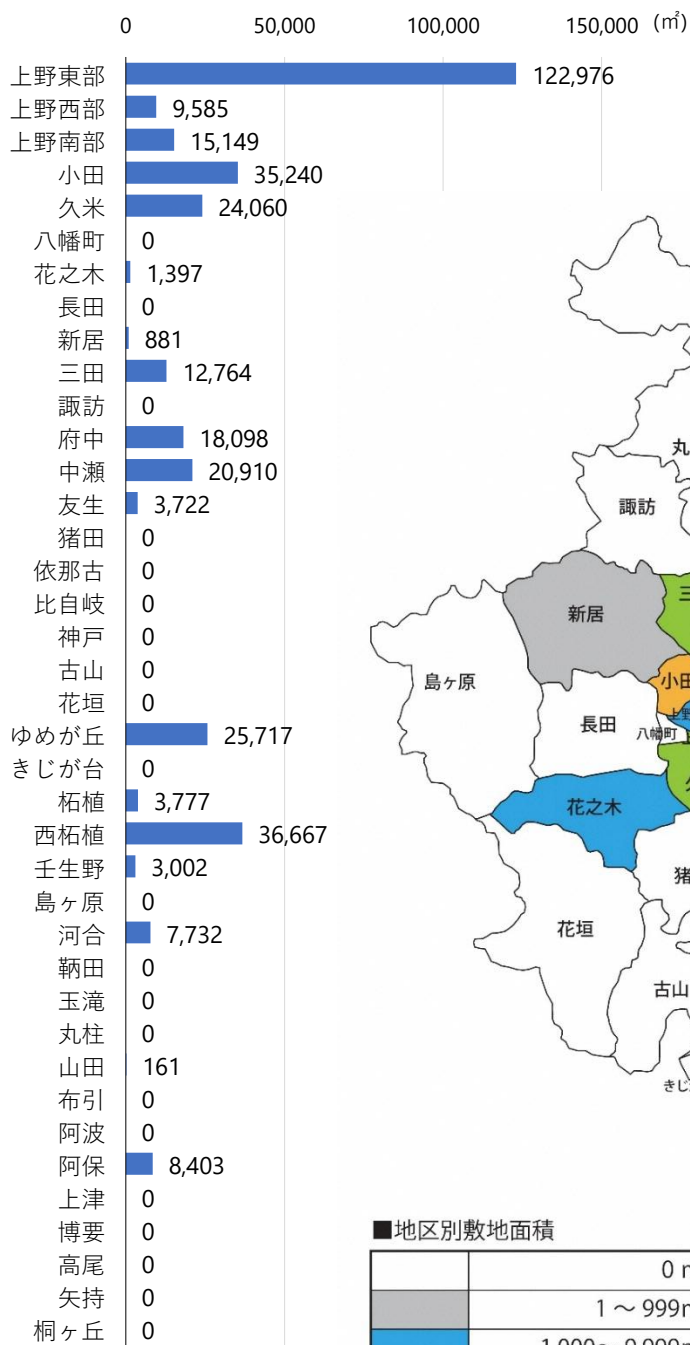 0 50,000 100,000 150,000 (㎡)
上野東部 122,976
上野西部 9,585
上野南部 15,149
小田 35,240
久米 24,060
八幡町 0
花之木 1,397
長田 0
新居 881
三田 12,764
諏訪 0
府中 18,098
中瀬 20,910
友生 3,722
猪田 0
依那古 0
比自岐 0
神戸 0
古山 0
花垣 0
ゆめが丘 25,717
きじが台 0
柘植 3,777
西柘植 36,667
壬生野 3,002
島ヶ原 0
河合 7,732
鞆田 0
玉滝 0
丸柱 0
山田 161
布引 0
阿波 0
阿保 8,403
上津 0
博要 0
高尾 0
矢持 0
桐ヶ丘 0
丸
諏訪
新居
三
島ヶ原
小田
長田
上野
八幡町
花之木
猪
花垣
古山
きじ
■地区別敷地面積
0 m
1 ～ 999m